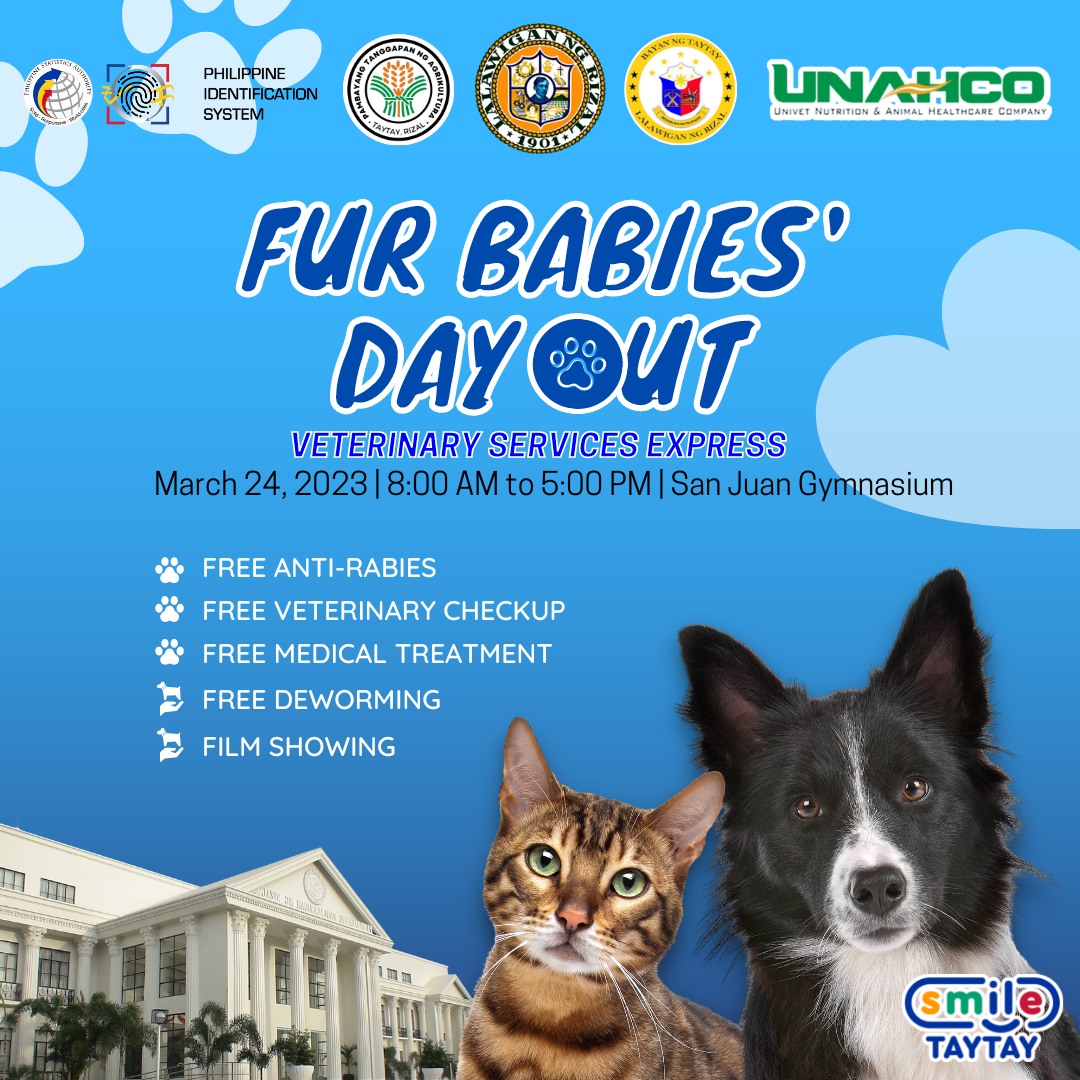 PHILIPPINE STATISTICS AUTHORITY
PHILIPPINE
IDENTIFICATION
SYSTEM
PAMBAYANG TANGGAPAN NG AGRIKULTURA
TAYTAY, RIZAL
LALAWIGAN NG RIZAL
1901
BAYAN NG TAYTAY
LALAWIGAN NG RIZAL
UNAHCO
UNIVET NUTRITION & ANIMAL HEALTHCARE COMPANY
FUR BABIES'
DAY OUT
VETERINARY SERVICES EXPRESS
March 24, 2023 | 8:00 AM to 5:00 PM | San Juan Gymnasium
FREE ANTI-RABIES
FREE VETERINARY CHECKUP
FREE MEDICAL TREATMENT
FREE DEWORMING
FILM SHOWING
smile
TAYTAY